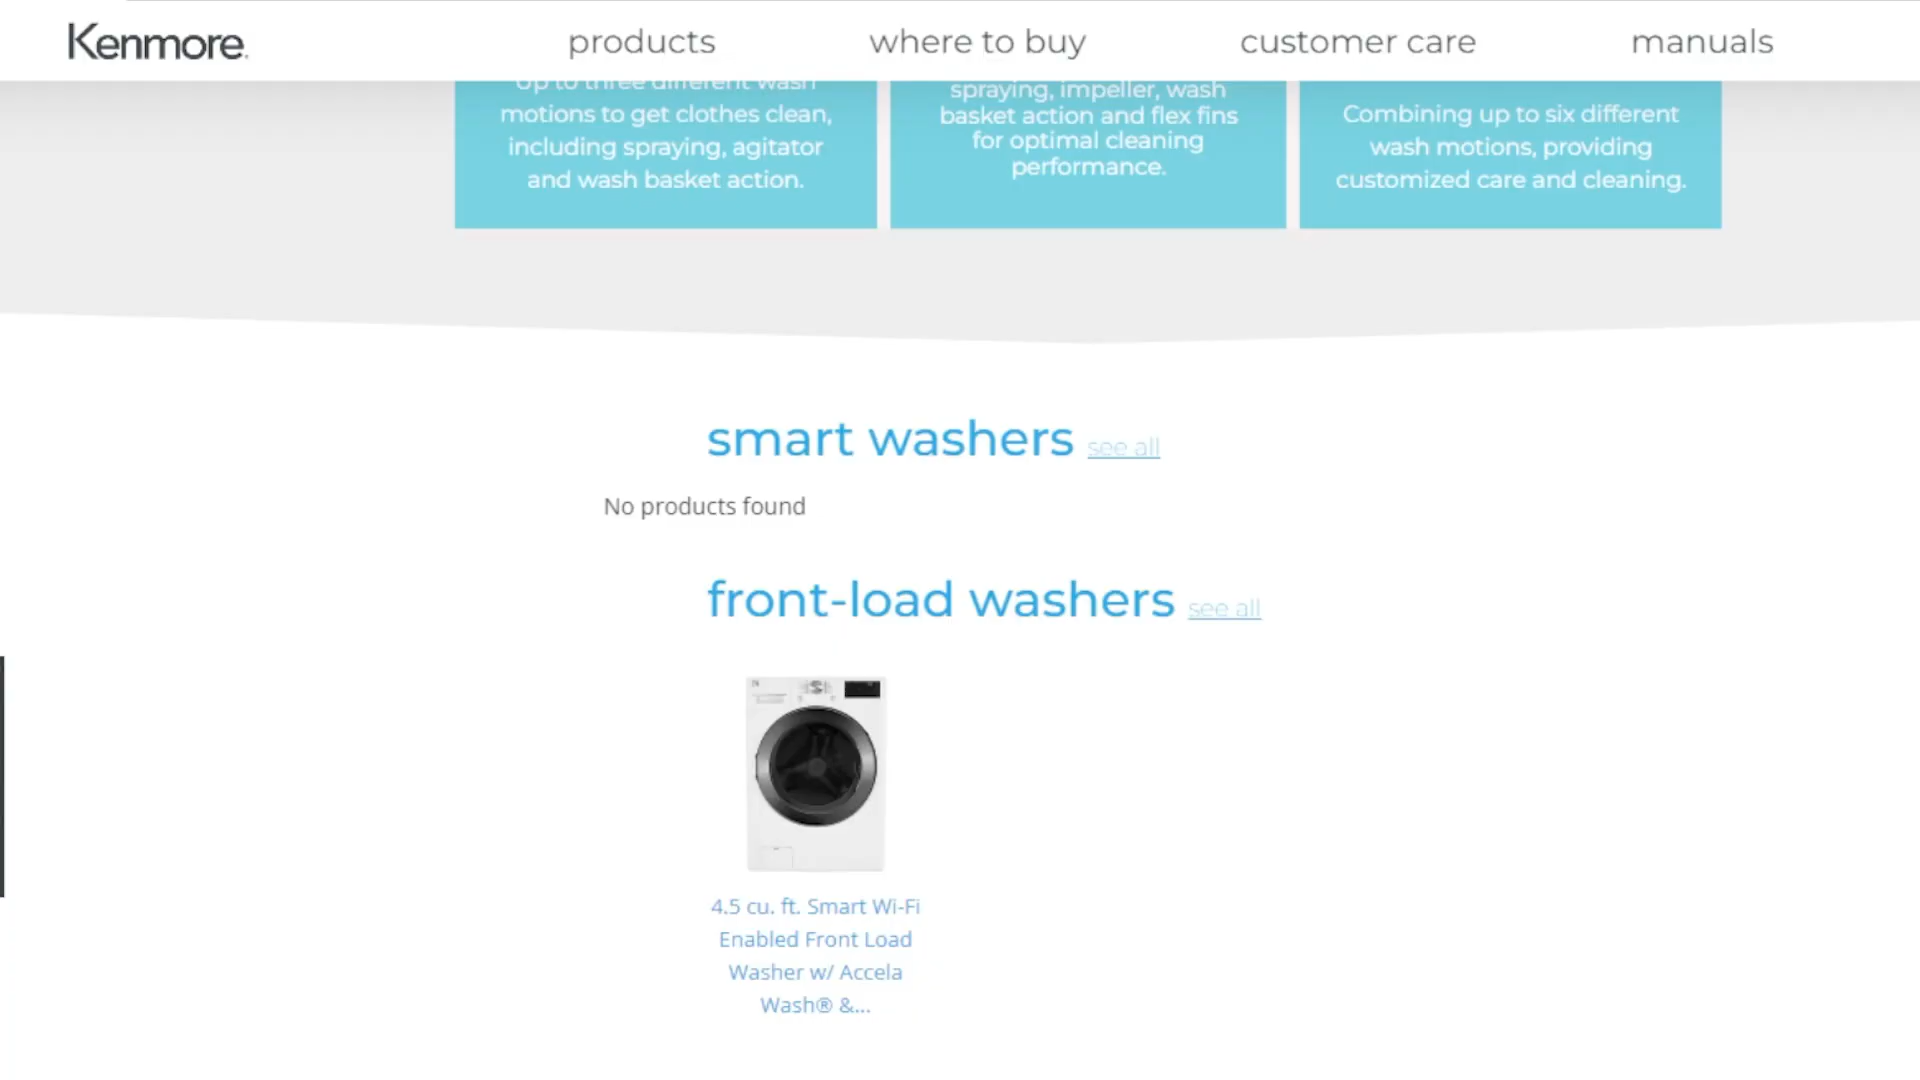 Kenmore.
products
where to buy
customer care
manuals
Up to three different wash
motions to get clothes clean,
including spraying, agitator
and wash basket action.
spraying, impeller, wash
basket action and flex fins
for optimal cleaning
performance.
Combining up to six different
wash motions, providing
customized care and cleaning.
smart washers see all
No products found
front-load washers see all
4.5 cu. ft. Smart Wi-Fi
Enabled Front Load
Washer w/ Accela
Wash® &...